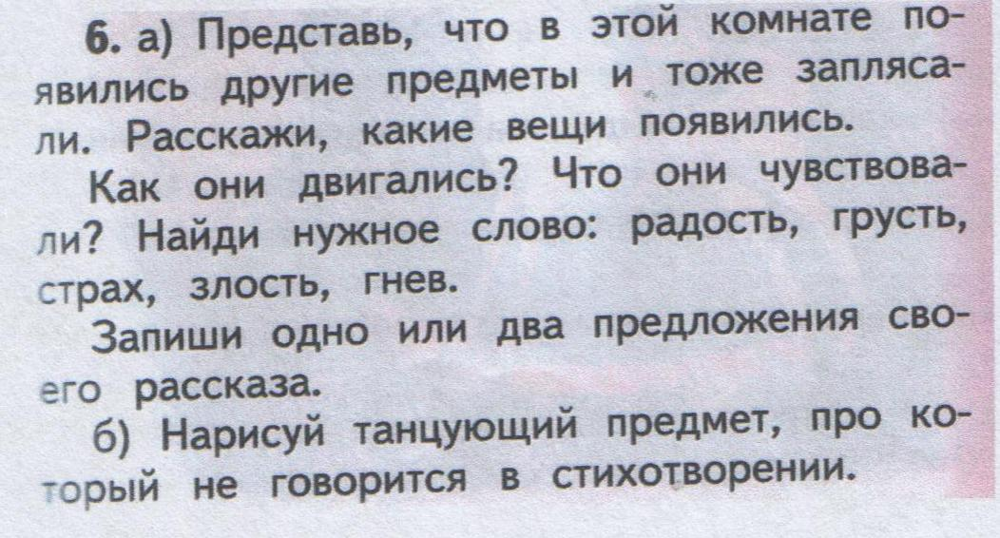 6. а) Представь, что в этой комнате по-
явились другие предметы и тоже запляса-
ли. Расскажи, какие вещи появились.
Как они двигались? Что они чувствова-
ли? Найди нужное слово: радость, грусть,
страх, злость, гнев.
Запиши одно или два предложения сво-
его рассказа.
б) Нарисуй танцующий предмет, про ко-
торый не говорится в стихотворении.